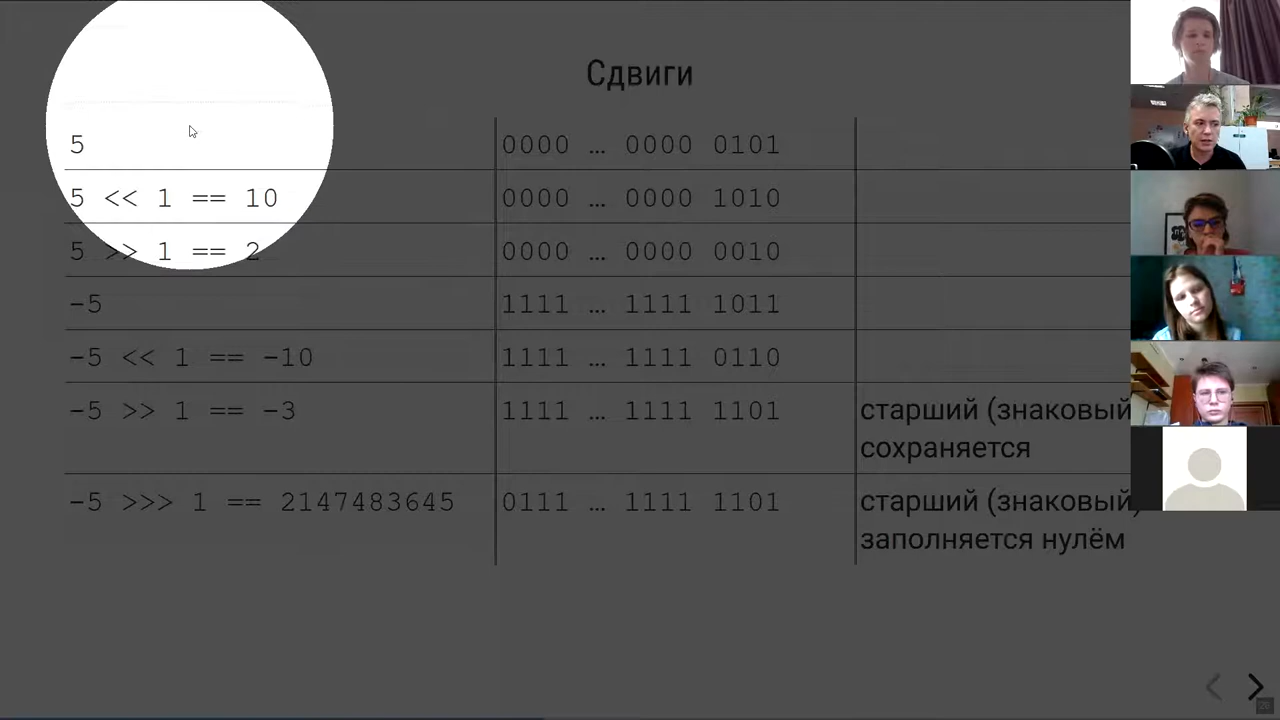 Сдвиги
5 0000 … 0000 0101
5 << 1 == 10 0000 … 0000 1010
5 >> 1 == 2 0000 … 0000 0010
-5 1111 … 1111 1011
-5 << 1 == -10 1111 … 1111 0110
-5 >> 1 == -3 1111 … 1111 1101 старший (знаковый
сохраняется
-5 >>> 1 == 2147483645 0111 … 1111 1101 старший (знаковый)
заполняется нулём